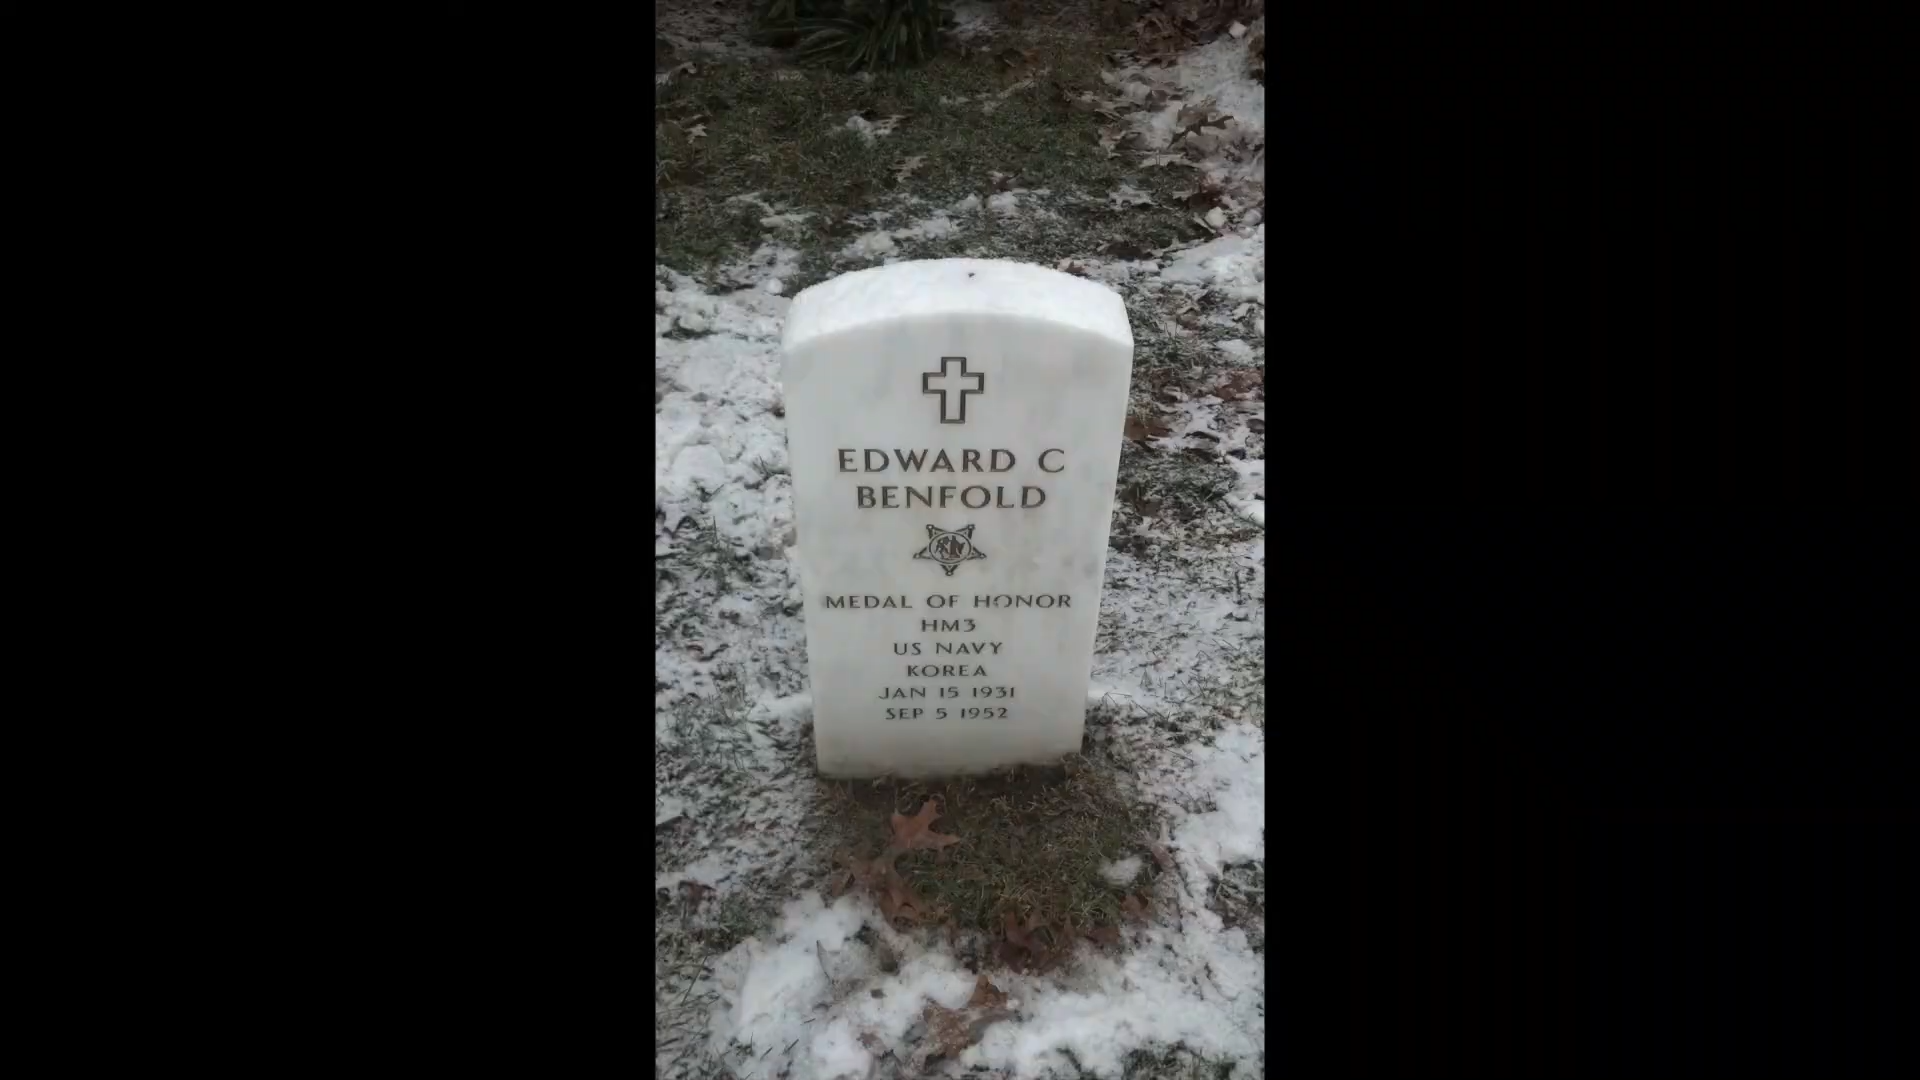 EDWARD C
BENFOLD
MEDAL OF HONOR
HM3
US NAVY
KOREA
JAN 15 1931
SEP 5 1952